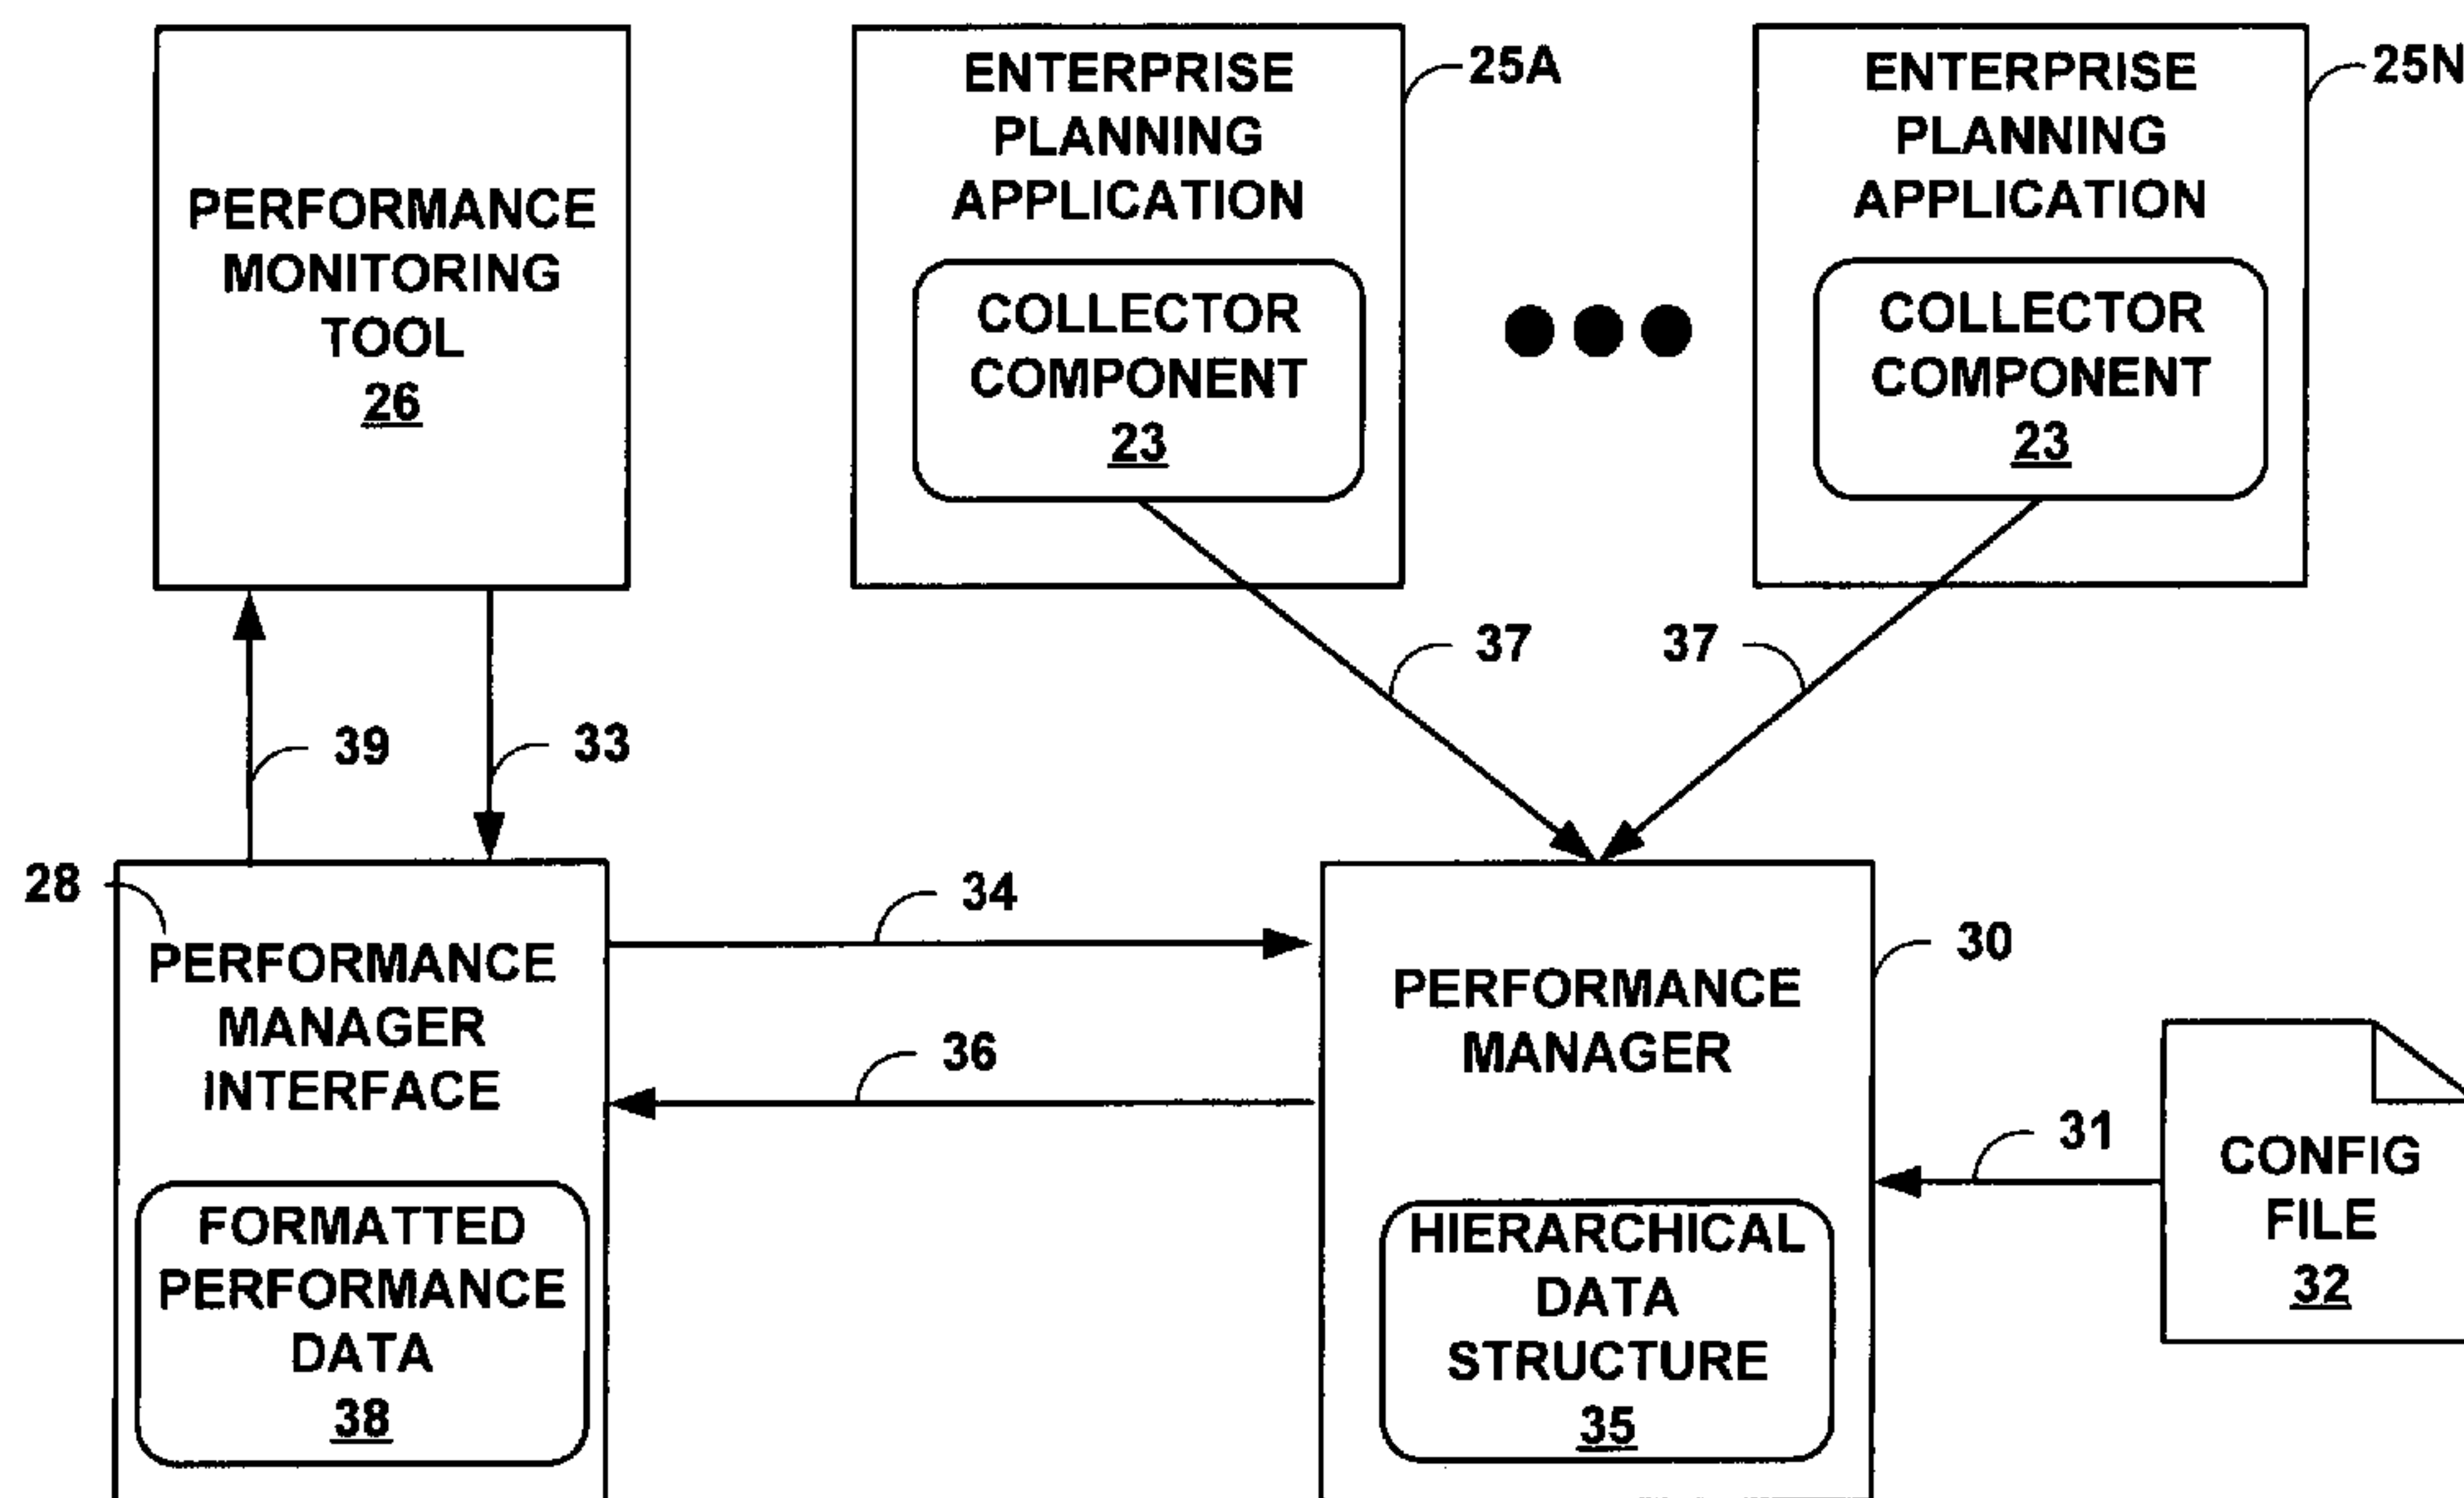 PERFORMANCE
MONITORING
TOOL
26
ENTERPRISE
PLANNING
APPLICATION
COLLECTOR
COMPONENT
23
25A
ENTERPRISE
PLANNING
APPLICATION
COLLECTOR
COMPONENT
23
25N
39
33
37
37
28
PERFORMANCE
MANAGER
INTERFACE
FORMATTED
PERFORMANCE
DATA
38
34
36
PERFORMANCE
MANAGER
HIERARCHICAL
DATA
STRUCTURE
35
30
31
CONFIG
FILE
32